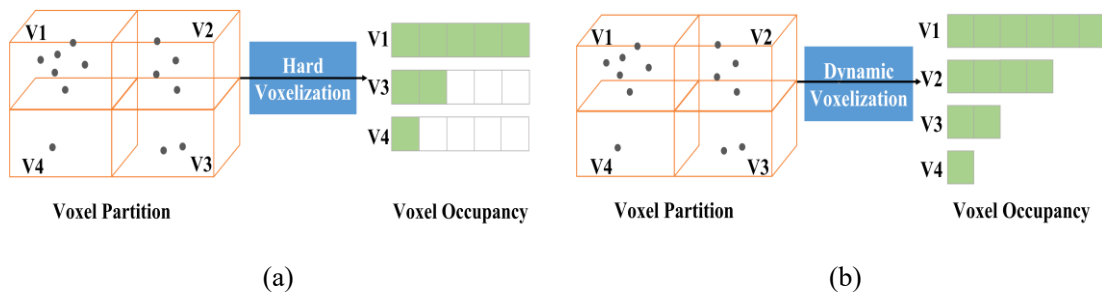 V1
V2
V4
V3
Voxel Partition
Hard
Voxelization
V1
V3
V4
Voxel Occupancy
(a)
V1
V2
V4
V3
Voxel Partition
Dynamic
Voxelization
V1
V2
V3
V4
Voxel Occupancy
(b)